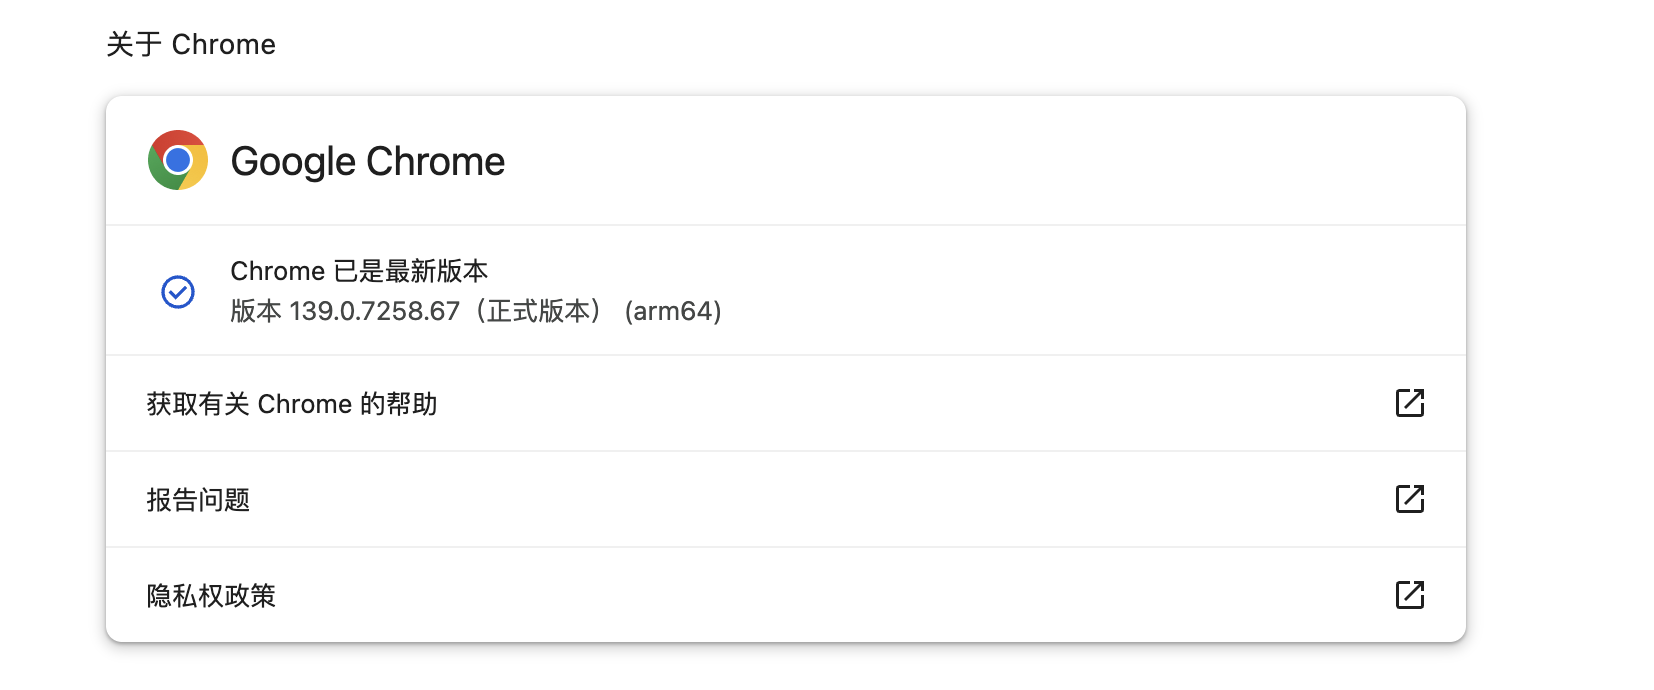 关于 Chrome
Google Chrome
Chrome 已是最新版本
版本 139.0.7258.67（正式版本） (arm64)
获取有关 Chrome 的帮助
报告问题
隐私权政策